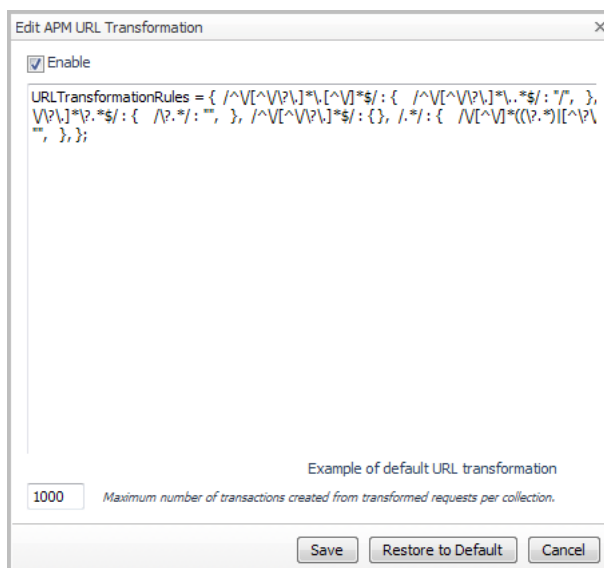 Edit APM URL Transformation
Enable
URLTransformationRules = { /^\/[^\/\?\.]*\.[^\/]*$/ : { /^\/[^\/\?\.]*\..*$/ : "/", },
\/\?\.]*\?.*$/ : { /\?.*/ : "", }, /^\/[^\/\?\.]*$/ : { }, /.*/ : { /\/[^\/]*((\?.*)|[^\?\
"", }, };
Example of default URL transformation
1000 Maximum number of transactions created from transformed requests per collection.
Save Restore to Default Cancel